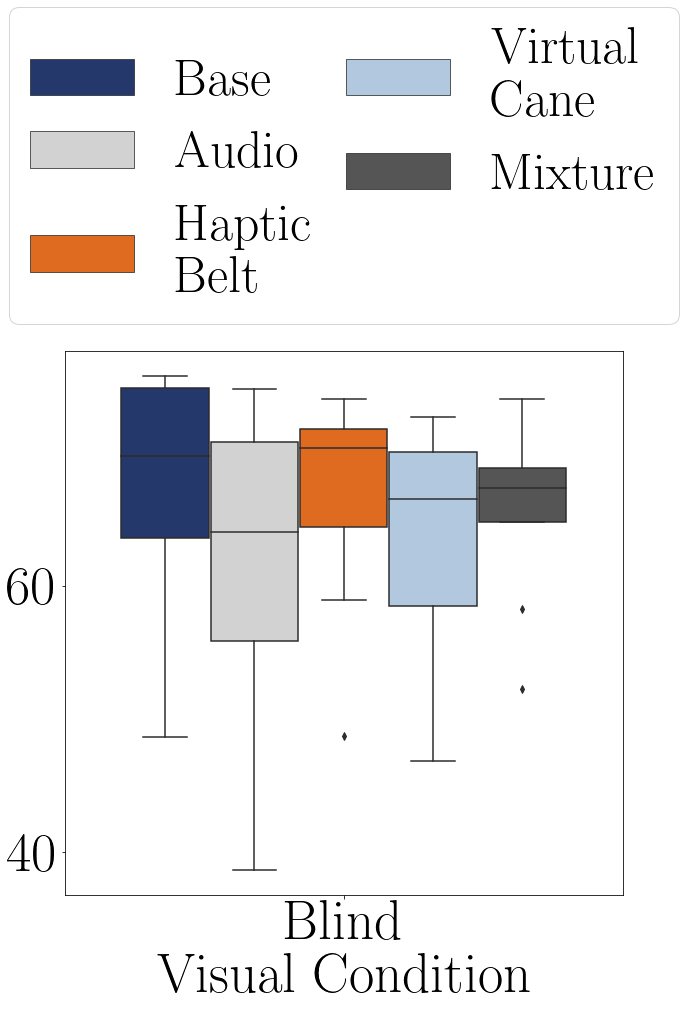 Base
Audio
Haptic
Belt
Virtual
Cane
Mixture
60
40
Blind
Visual Condition